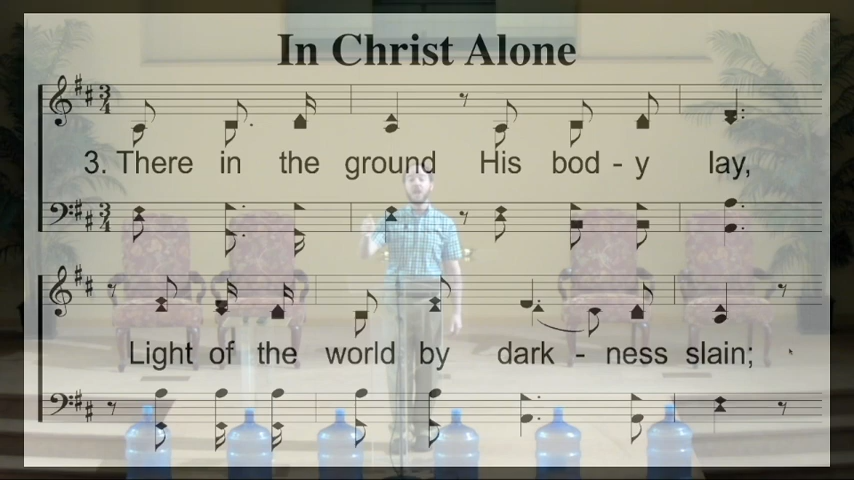 In Christ Alone
3. There in the ground His bod - y lay,
Light of the world by dark - ness slain;